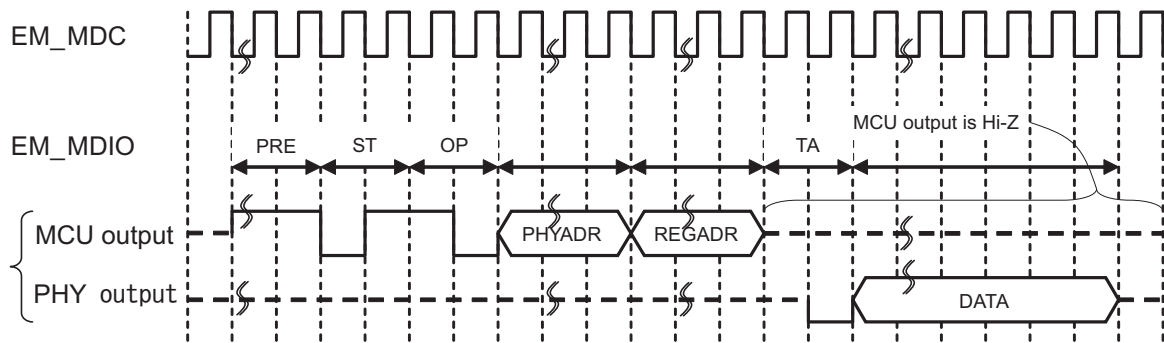 EM_MDC
MCU output is Hi-Z
EM_MDIO
PRE
ST
OP
TA
MCU output
PHYADR
REGADR
PHY output
DATA